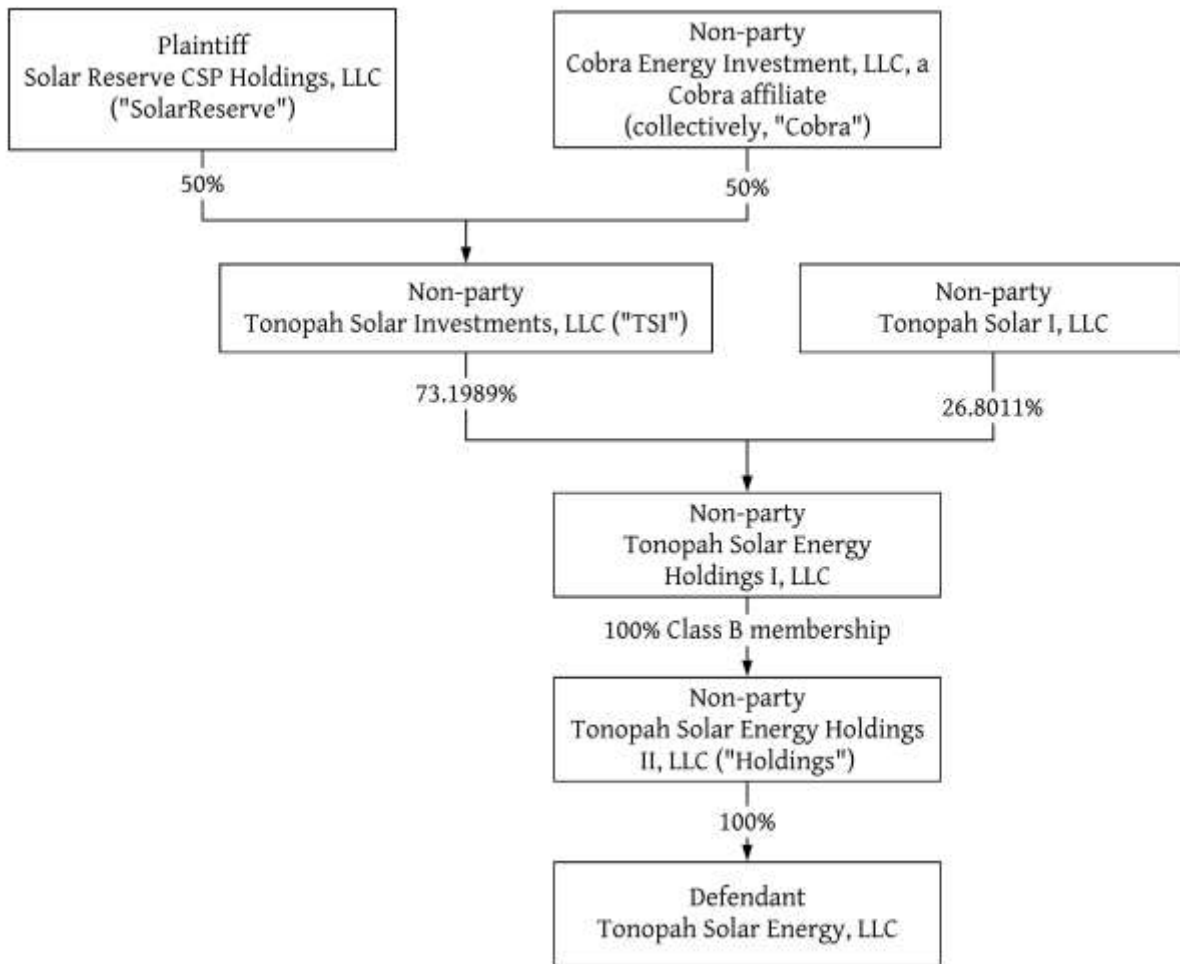 Plaintiff
Solar Reserve CSP Holdings, LLC
("SolarReserve")
Non-party
Cobra Energy Investment, LLC, a
Cobra affiliate
(collectively, "Cobra")
50%
50%
Non-party
Tonopah Solar Investments, LLC ("TSI")
Non-party
Tonopah Solar I, LLC
73.1989%
26.8011%
Non-party
Tonopah Solar Energy
Holdings I, LLC
100% Class B membership
Non-party
Tonopah Solar Energy Holdings
II, LLC ("Holdings")
100%
Defendant
Tonopah Solar Energy, LLC